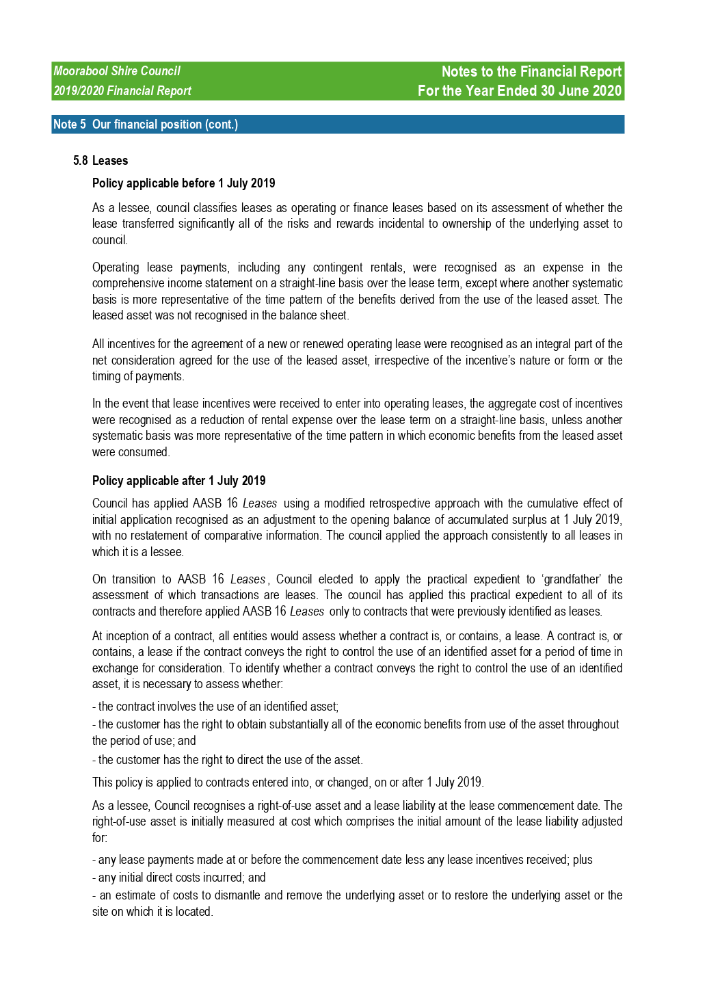 Moorabool Shire Council
Notes to the Financial Report
2019/2020 Financial Report
For the Year Ended 30 June 2020
Note 5 Our financial position (cont.)
5.8 Leases
Policy applicable before 1 July 2019
As a lessee, council classifies leases as operating or finance leases based on its assessment of whether the
lease transferred significantly all of the risks and rewards incidental to ownership of the underlying asset to
council.
Operating lease payments, including any contingent rentals, were recognised as an expense in the
comprehensive income statement on a straight-line basis over the lease term, except where another systematic
basis is more representative of the time pattern of the benefits derived from the use of the leased asset. The
leased asset was not recognised in the balance sheet.
All incentives for the agreement of a new or renewed operating lease were recognised as an integral part of the
net consideration agreed for the use of the leased asset, irrespective of the incentive’s nature or form or the
timing of payments.
In the event that lease incentives were received to enter into operating leases, the aggregate cost of incentives
were recognised as a reduction of rental expense over the lease term on a straight-line basis, unless another
systematic basis was more representative of the time pattern in which economic benefits from the leased asset
were consumed.
Policy applicable after 1 July 2019
Council has applied AASB 16 Leases using a modified retrospective approach with the cumulative effect of
initial application recognised as an adjustment to the opening balance of accumulated surplus at 1 July 2019,
with no restatement of comparative information. The council applied the approach consistently to all leases in
which it is a lessee.
On transition to AASB 16 Leases , Council elected to apply the practical expedient to ‘grandfather’ the
assessment of which transactions are leases. The council has applied this practical expedient to all of its
contracts and therefore applied AASB 16 Leases only to contracts that were previously identified as leases.
At inception of a contract, all entities would assess whether a contract is, or contains, a lease. A contract is, or
contains, a lease if the contract conveys the right to control the use of an identified asset for a period of time in
exchange for consideration. To identify whether a contract conveys the right to control the use of an identified
asset, it is necessary to assess whether:
- the contract involves the use of an identified asset;
- the customer has the right to obtain substantially all of the economic benefits from use of the asset throughout
the period of use; and
- the customer has the right to direct the use of the asset.
This policy is applied to contracts entered into, or changed, on or after 1 July 2019.
As a lessee, Council recognises a right-of-use asset and a lease liability at the lease commencement date. The
right-of-use asset is initially measured at cost which comprises the initial amount of the lease liability adjusted
for:
- any lease payments made at or before the commencement date less any lease incentives received; plus
- any initial direct costs incurred; and
- an estimate of costs to dismantle and remove the underlying asset or to restore the underlying asset or the
site on which it is located.